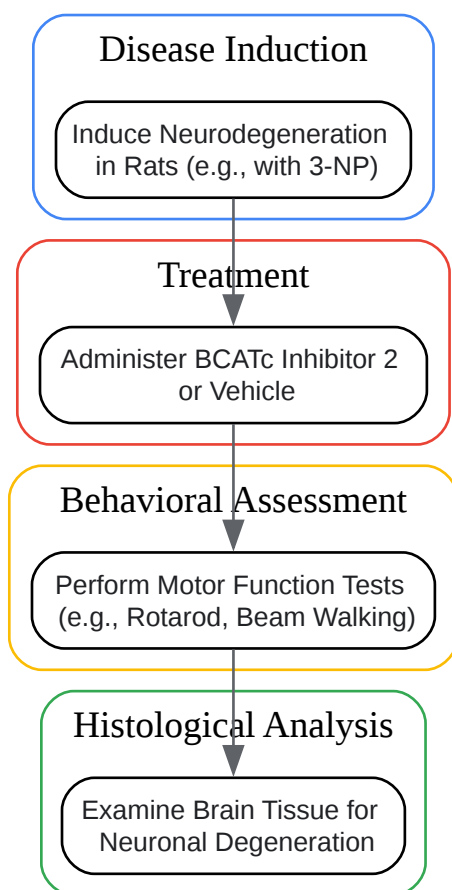 Disease Induction
Induce Neurodegeneration
in Rats (e.g., with 3-NP)
Treatment
Administer BCATc Inhibitor 2
or Vehicle
Behavioral Assessment
Perform Motor Function Tests
(e.g., Rotarod, Beam Walking)
Histological Analysis
Examine Brain Tissue for
Neuronal Degeneration